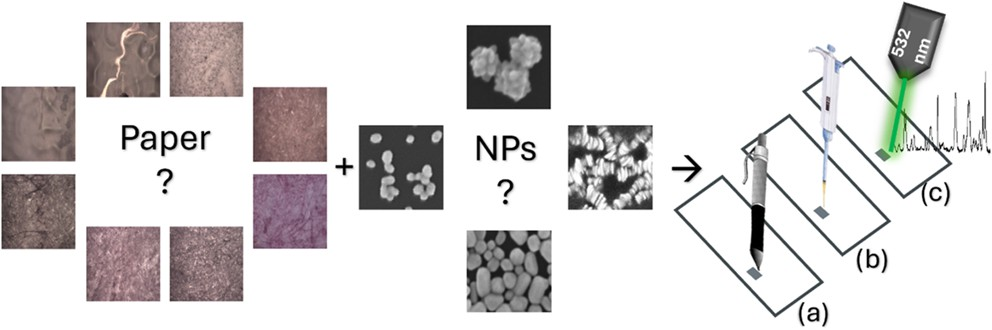 Paper
?
+
NPs
?
→
532
nm
(a)
(b)
(c)